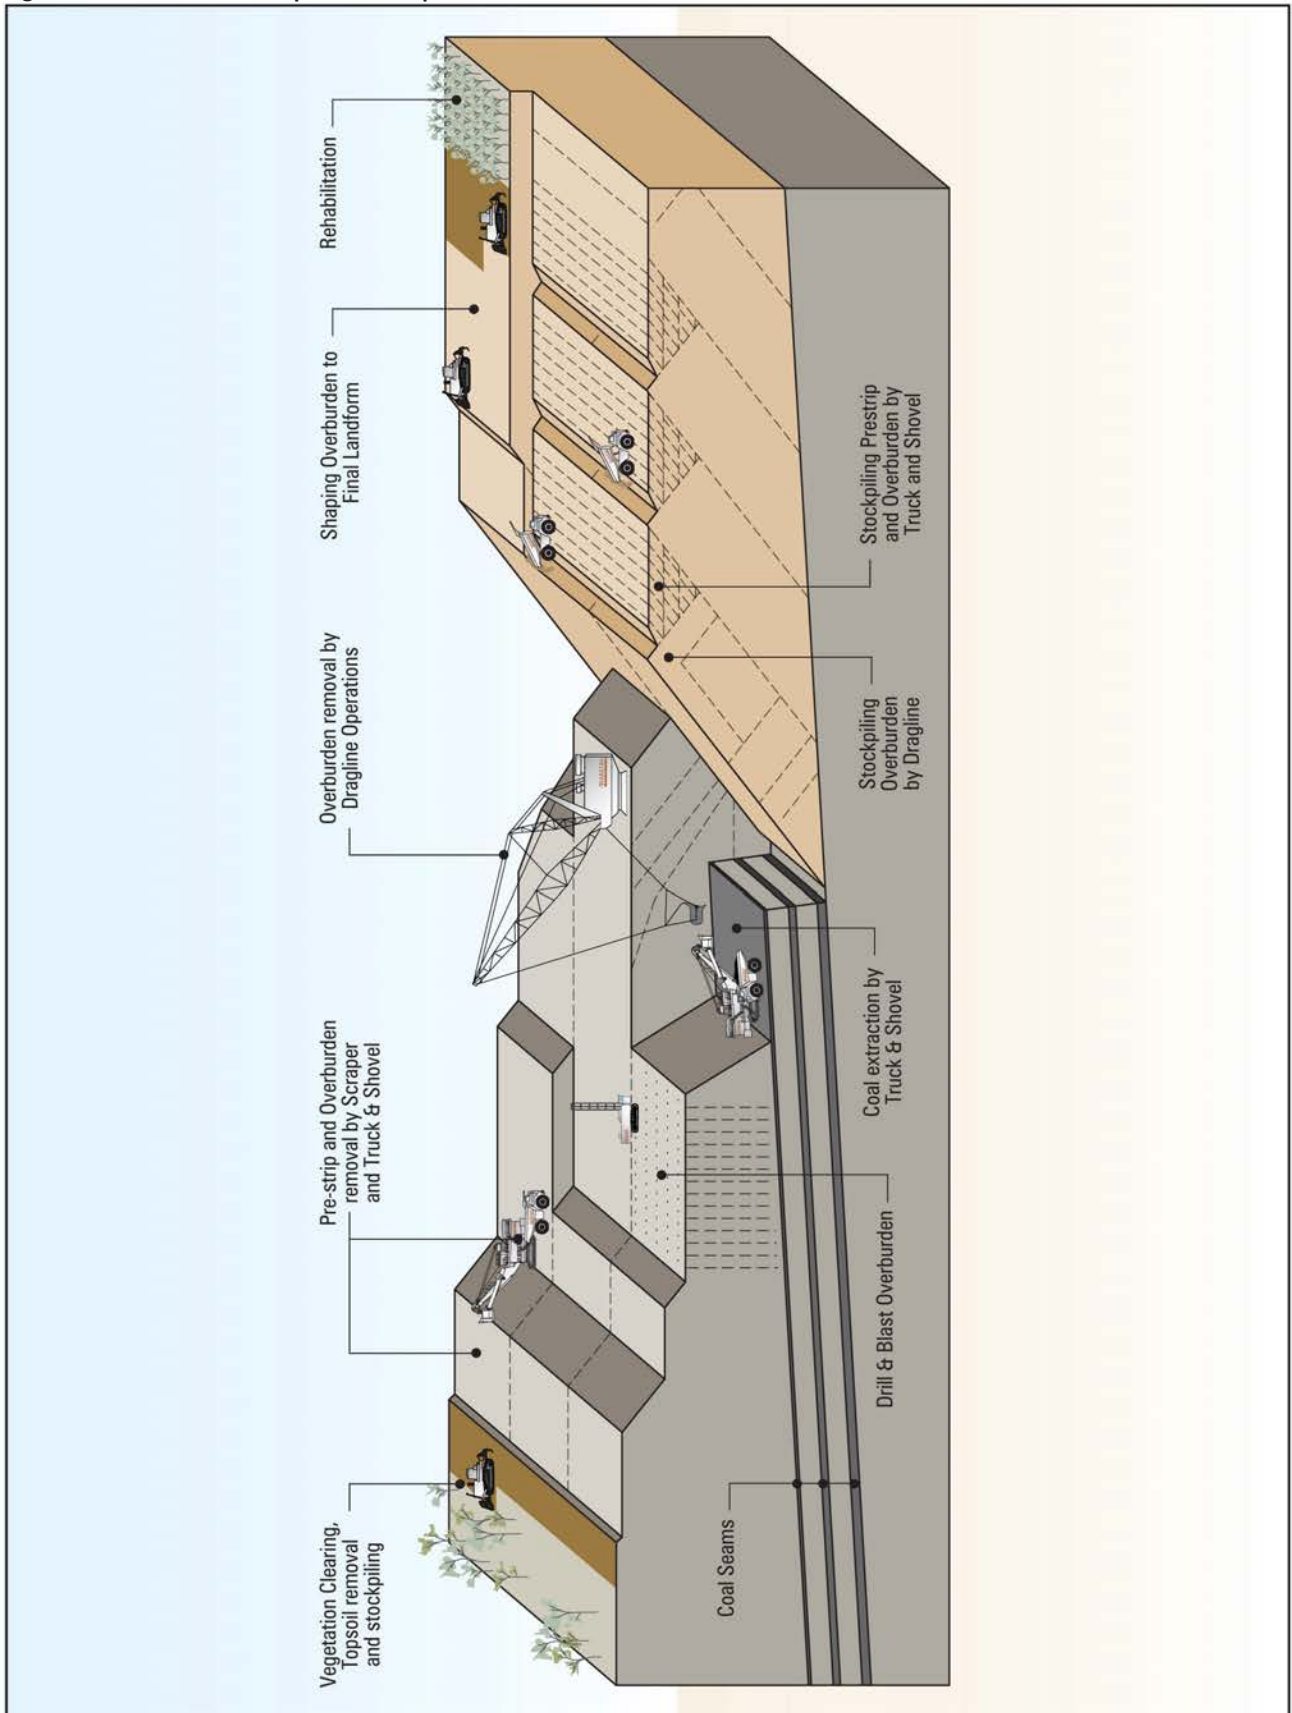 Vegetation Clearing,
Topsoil removal
and stockpiling
Pre-strip and Overburden
removal by Scraper
and Truck & Shovel
Overburden removal by
Dragline Operations
Shaping Overburden to
Final Landform
Rehabilitation
Coal Seams
Drill & Blast Overburden
Coal extraction by
Truck & Shovel
Stockpiling
Overburden
by Dragline
Stockpiling Prestrip
and Overburden by
Truck and Shovel